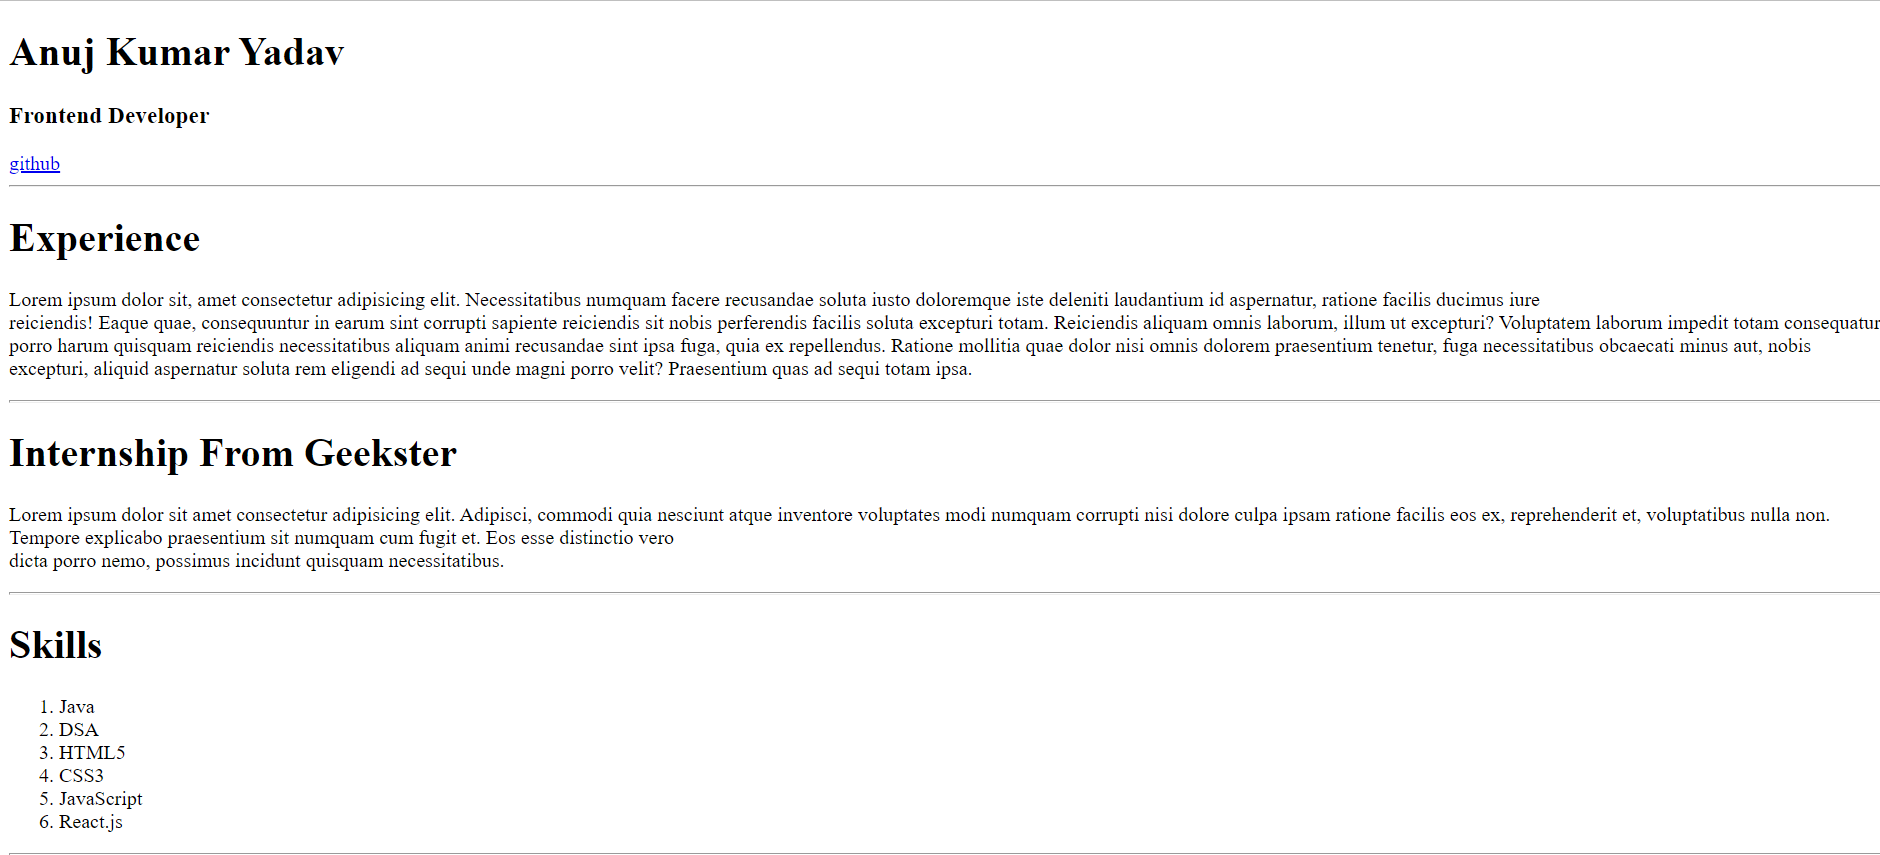 Anuj Kumar Yadav
Frontend Developer
github
Experience
Lorem ipsum dolor sit, amet consectetur adipisicing elit. Necessitatibus numquam facere recusandae soluta iusto doloremque iste deleniti laudantium id aspernatur, ratione facilis ducimus iure
reiciendis! Eaque quae, consequuntur in earum sint corrupti sapiente reiciendis sit nobis perferendis facilis soluta excepturi totam. Reiciendis aliquam omnis laborum, illum ut excepturi? Voluptatem laborum impedit totam consequatur
porro harum quisquam reiciendis necessitatibus aliquam animi recusandae sint ipsa fuga, quia ex repellendus. Ratione mollitia quae dolor nisi omnis dolorem praesentium tenetur, fuga necessitatibus obcaecati minus aut, nobis
excepturi, aliquid aspernatur soluta rem eligendi ad sequi unde magni porro velit? Praesentium quas ad sequi totam ipsa.
Internship From Geekster
Lorem ipsum dolor sit amet consectetur adipisicing elit. Adipisci, commodi quia nesciunt atque inventore voluptates modi numquam corrupti nisi dolore culpa ipsam ratione facilis eos ex, reprehenderit et, voluptatibus nulla non.
Tempore explicabo praesentium sit numquam cum fugit et. Eos esse distinctio vero
dicta porro nemo, possimus incidunt quisquam necessitatibus.
Skills
1. Java
2. DSA
3. HTML5
4. CSS3
5. JavaScript
6. React.js